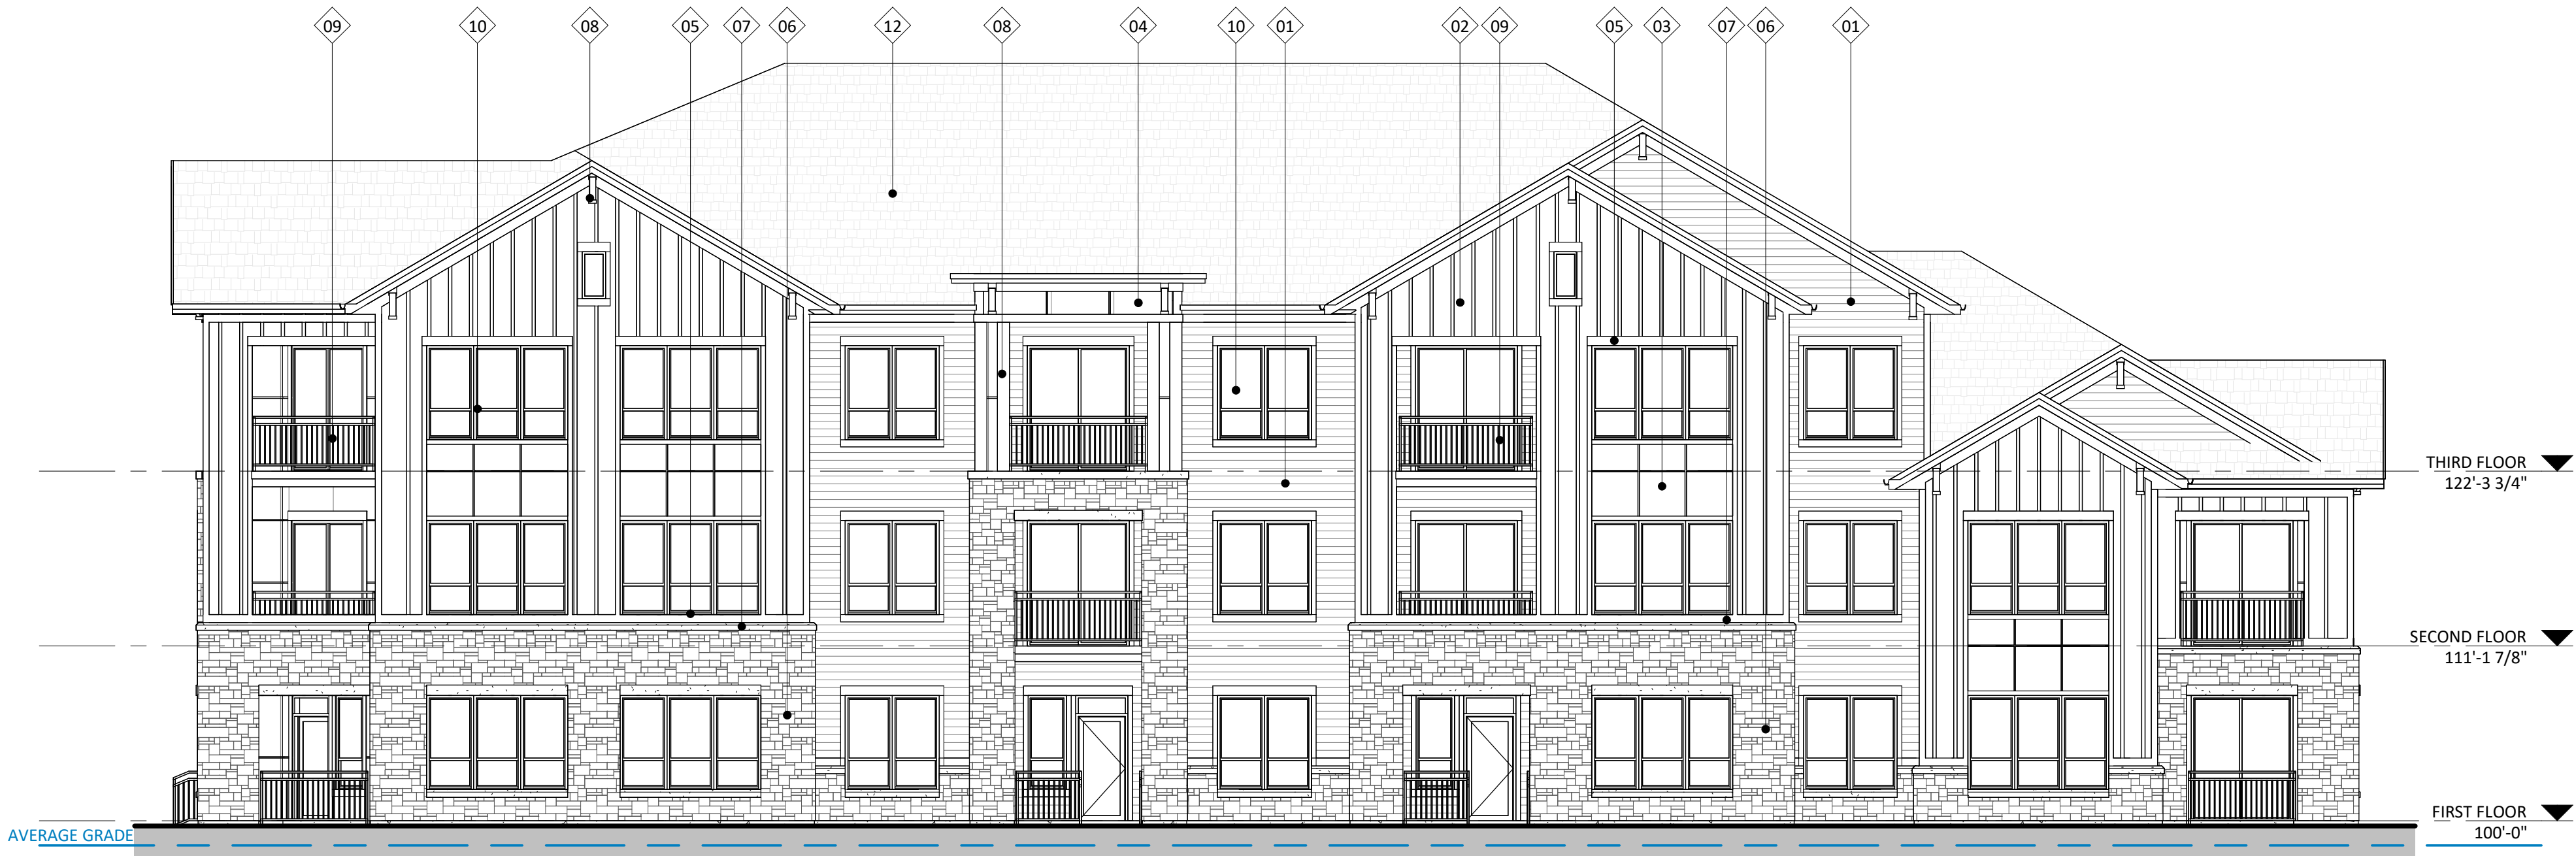 09 10 08 05 07 06 12 08 04 10 01 02 09 05 03 07 06 01
THIRD FLOOR
122'-3 3/4"
SECOND FLOOR
111'-1 7/8"
FIRST FLOOR
100'-0"
AVERAGE GRADE